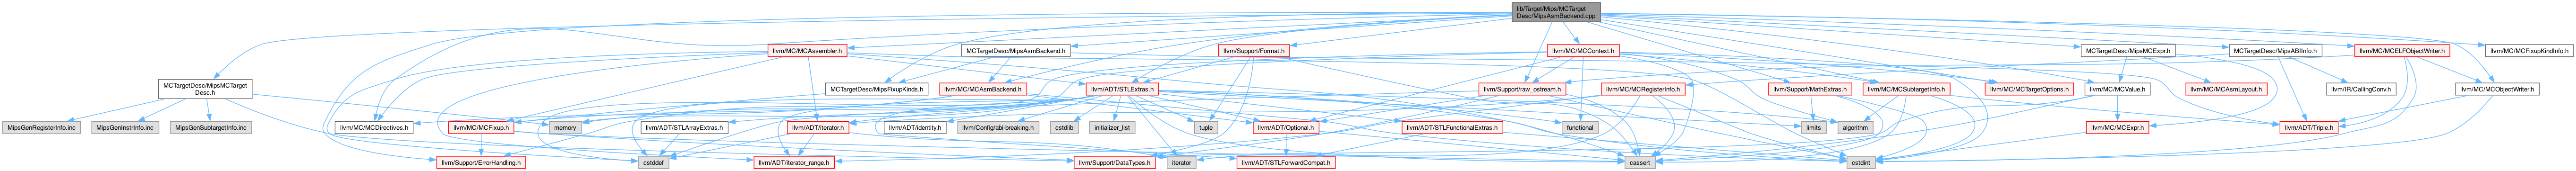 lib/Target/Mips/MCTarget
Desc/MipsAsmBackend.cpp
llvm/MC/MCAssembler.h
MCTargetDesc/MipsAsmBackend.h
llvm/Support/Format.h
llvm/MC/MCContext.h
MCTargetDesc/MipsMCExpr.h
MCTargetDesc/MipsABIInfo.h
llvm/MC/MCELFObjectWriter.h
llvm/MC/MCFixupKindInfo.h
MCTargetDesc/MipsMCTarget
Desc.h
MCTargetDesc/MipsFixupKinds.h
llvm/MC/MCAsmBackend.h
llvm/ADT/STLExtras.h
llvm/Support/raw_ostream.h
llvm/MC/MCRegisterInfo.h
llvm/Support/MathExtras.h
llvm/MC/MCSubtargetInfo.h
llvm/MC/MCTargetOptions.h
llvm/MC/MCValue.h
llvm/MC/MCAsmLayout.h
llvm/IR/CallingConv.h
llvm/MC/MCObjectWriter.h
MipsGenRegisterInfo.inc
MipsGenInstrInfo.inc
MipsGenSubtargetInfo.inc
llvm/MC/MCDirectives.h
llvm/MC/MCFixup.h
memory
llvm/ADT/STLArrayExtras.h
llvm/ADT/iterator.h
llvm/ADT/identity.h
llvm/Config/abi-breaking.h
cstdlib
initializer_list
tuple
llvm/ADT/Optional.h
llvm/ADT/STLFunctionalExtras.h
functional
limits
algorithm
llvm/MC/MCExpr.h
llvm/ADT/Triple.h
llvm/Support/ErrorHandling.h
cstddef
llvm/ADT/iterator_range.h
llvm/Support/DataTypes.h
iterator
llvm/ADT/STLForwardCompat.h
cassert
cstdint